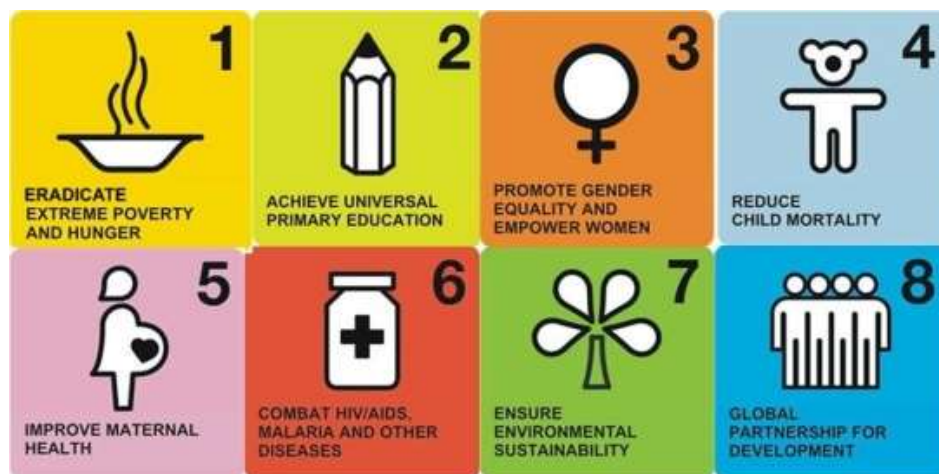 1
ERADICATE
EXTREME POVERTY
AND HUNGER
2
ACHIEVE UNIVERSAL
PRIMARY EDUCATION
3
PROMOTE GENDER
EQUALITY AND
EMPOWER WOMEN
4
REDUCE
CHILD MORTALITY
5
IMPROVE MATERNAL
HEALTH
6
COMBAT HIV/AIDS,
MALARIA AND OTHER
DISEASES
7
ENSURE
ENVIRONMENTAL
SUSTAINABILITY
8
GLOBAL
PARTNERSHIP FOR
DEVELOPMENT